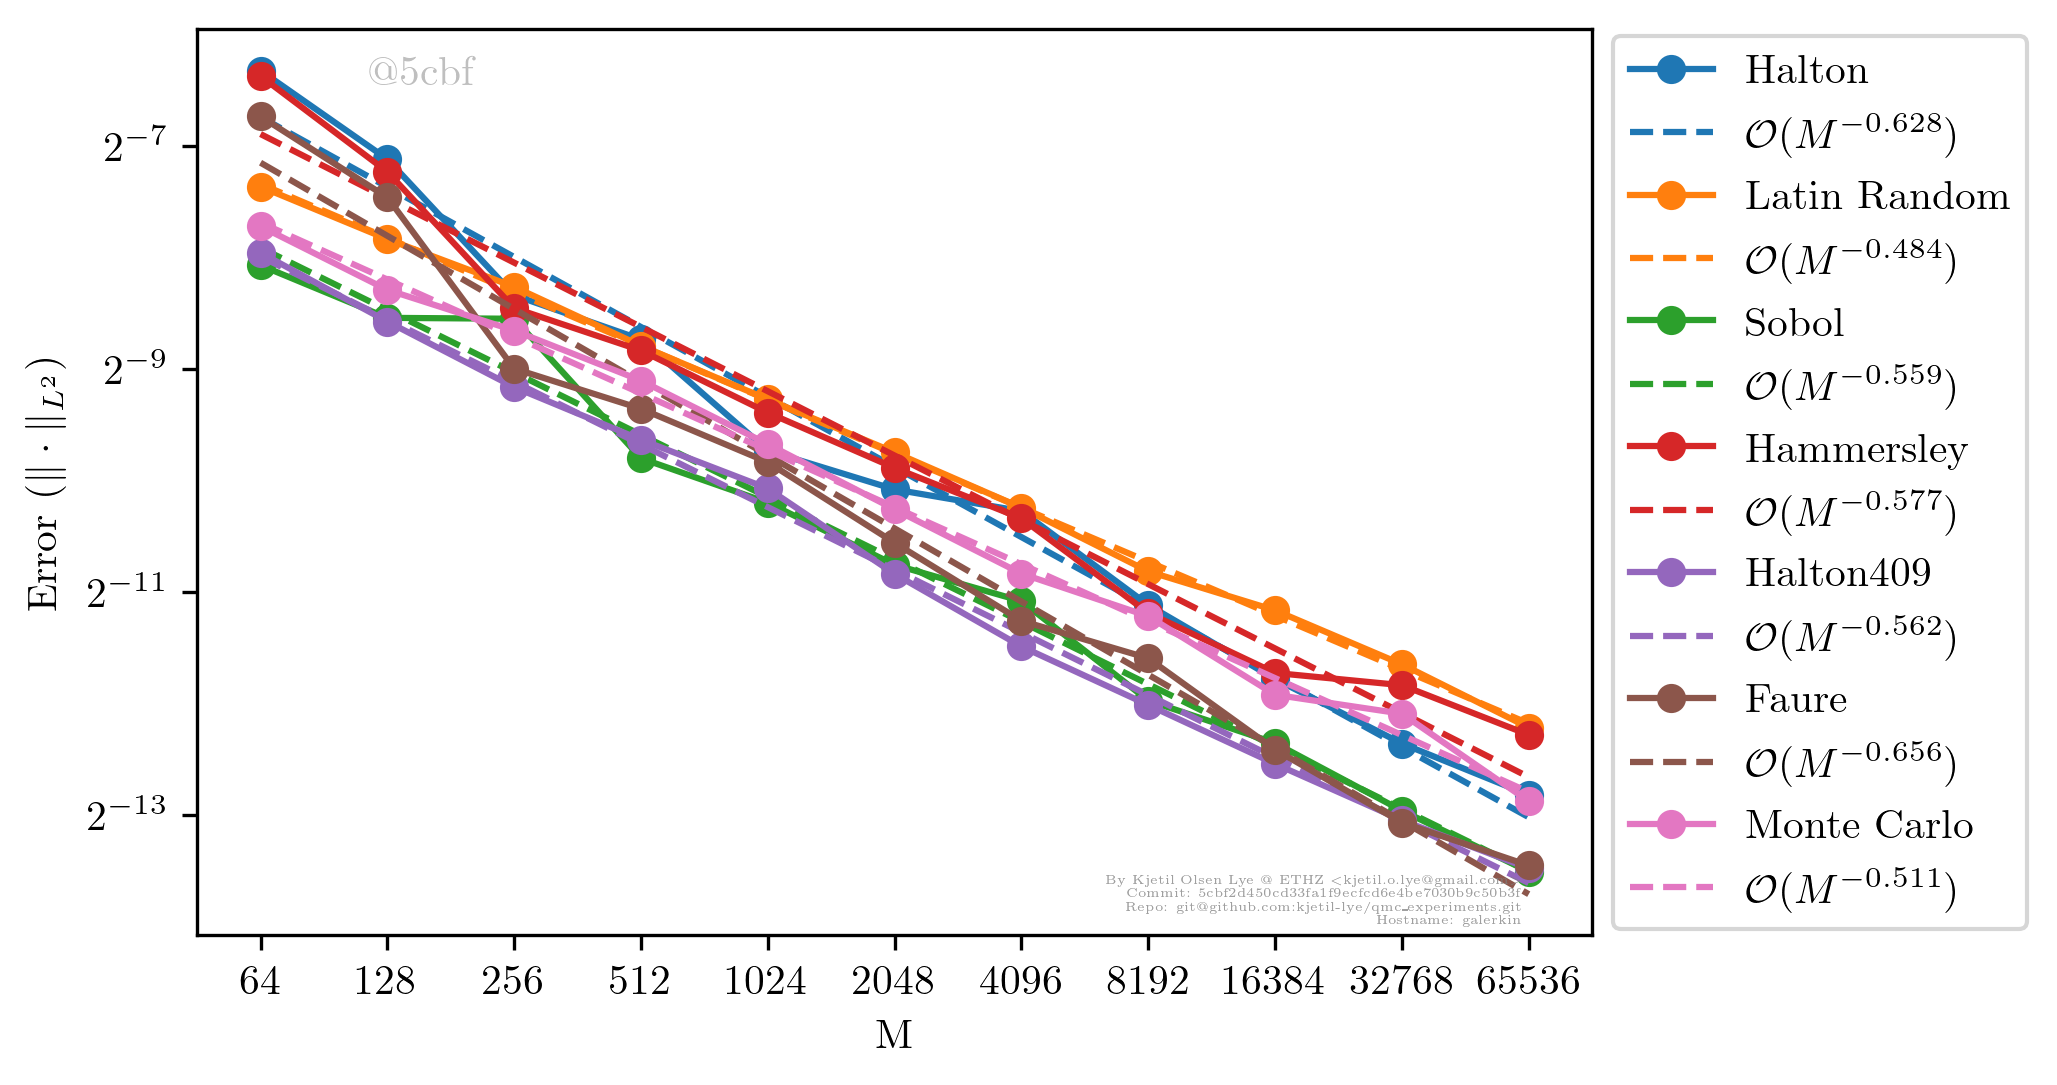 @5cbf
2^{-7}
2^{-9}
2^{-11}
2^{-13}
Error (|| · ||_{L^2})
64 128 256 512 1024 2048 4096 8192 16384 32768 65536
M
Halton
𝒪(M^{-0.628})
Latin Random
𝒪(M^{-0.484})
Sobol
𝒪(M^{-0.559})
Hammersley
𝒪(M^{-0.577})
Halton409
𝒪(M^{-0.562})
Faure
𝒪(M^{-0.656})
Monte Carlo
𝒪(M^{-0.511})
By Kjetil Olsen Lye @ ETHZ <kjetil.o.lye@gmail.com>
Commit: 5cbf2d450cd33fa1f9ecfcd6e4be7030b9c50b3f
Repo: git@github.com:kjetil-lye/qmc_experiments.git
Hostname: galerkin